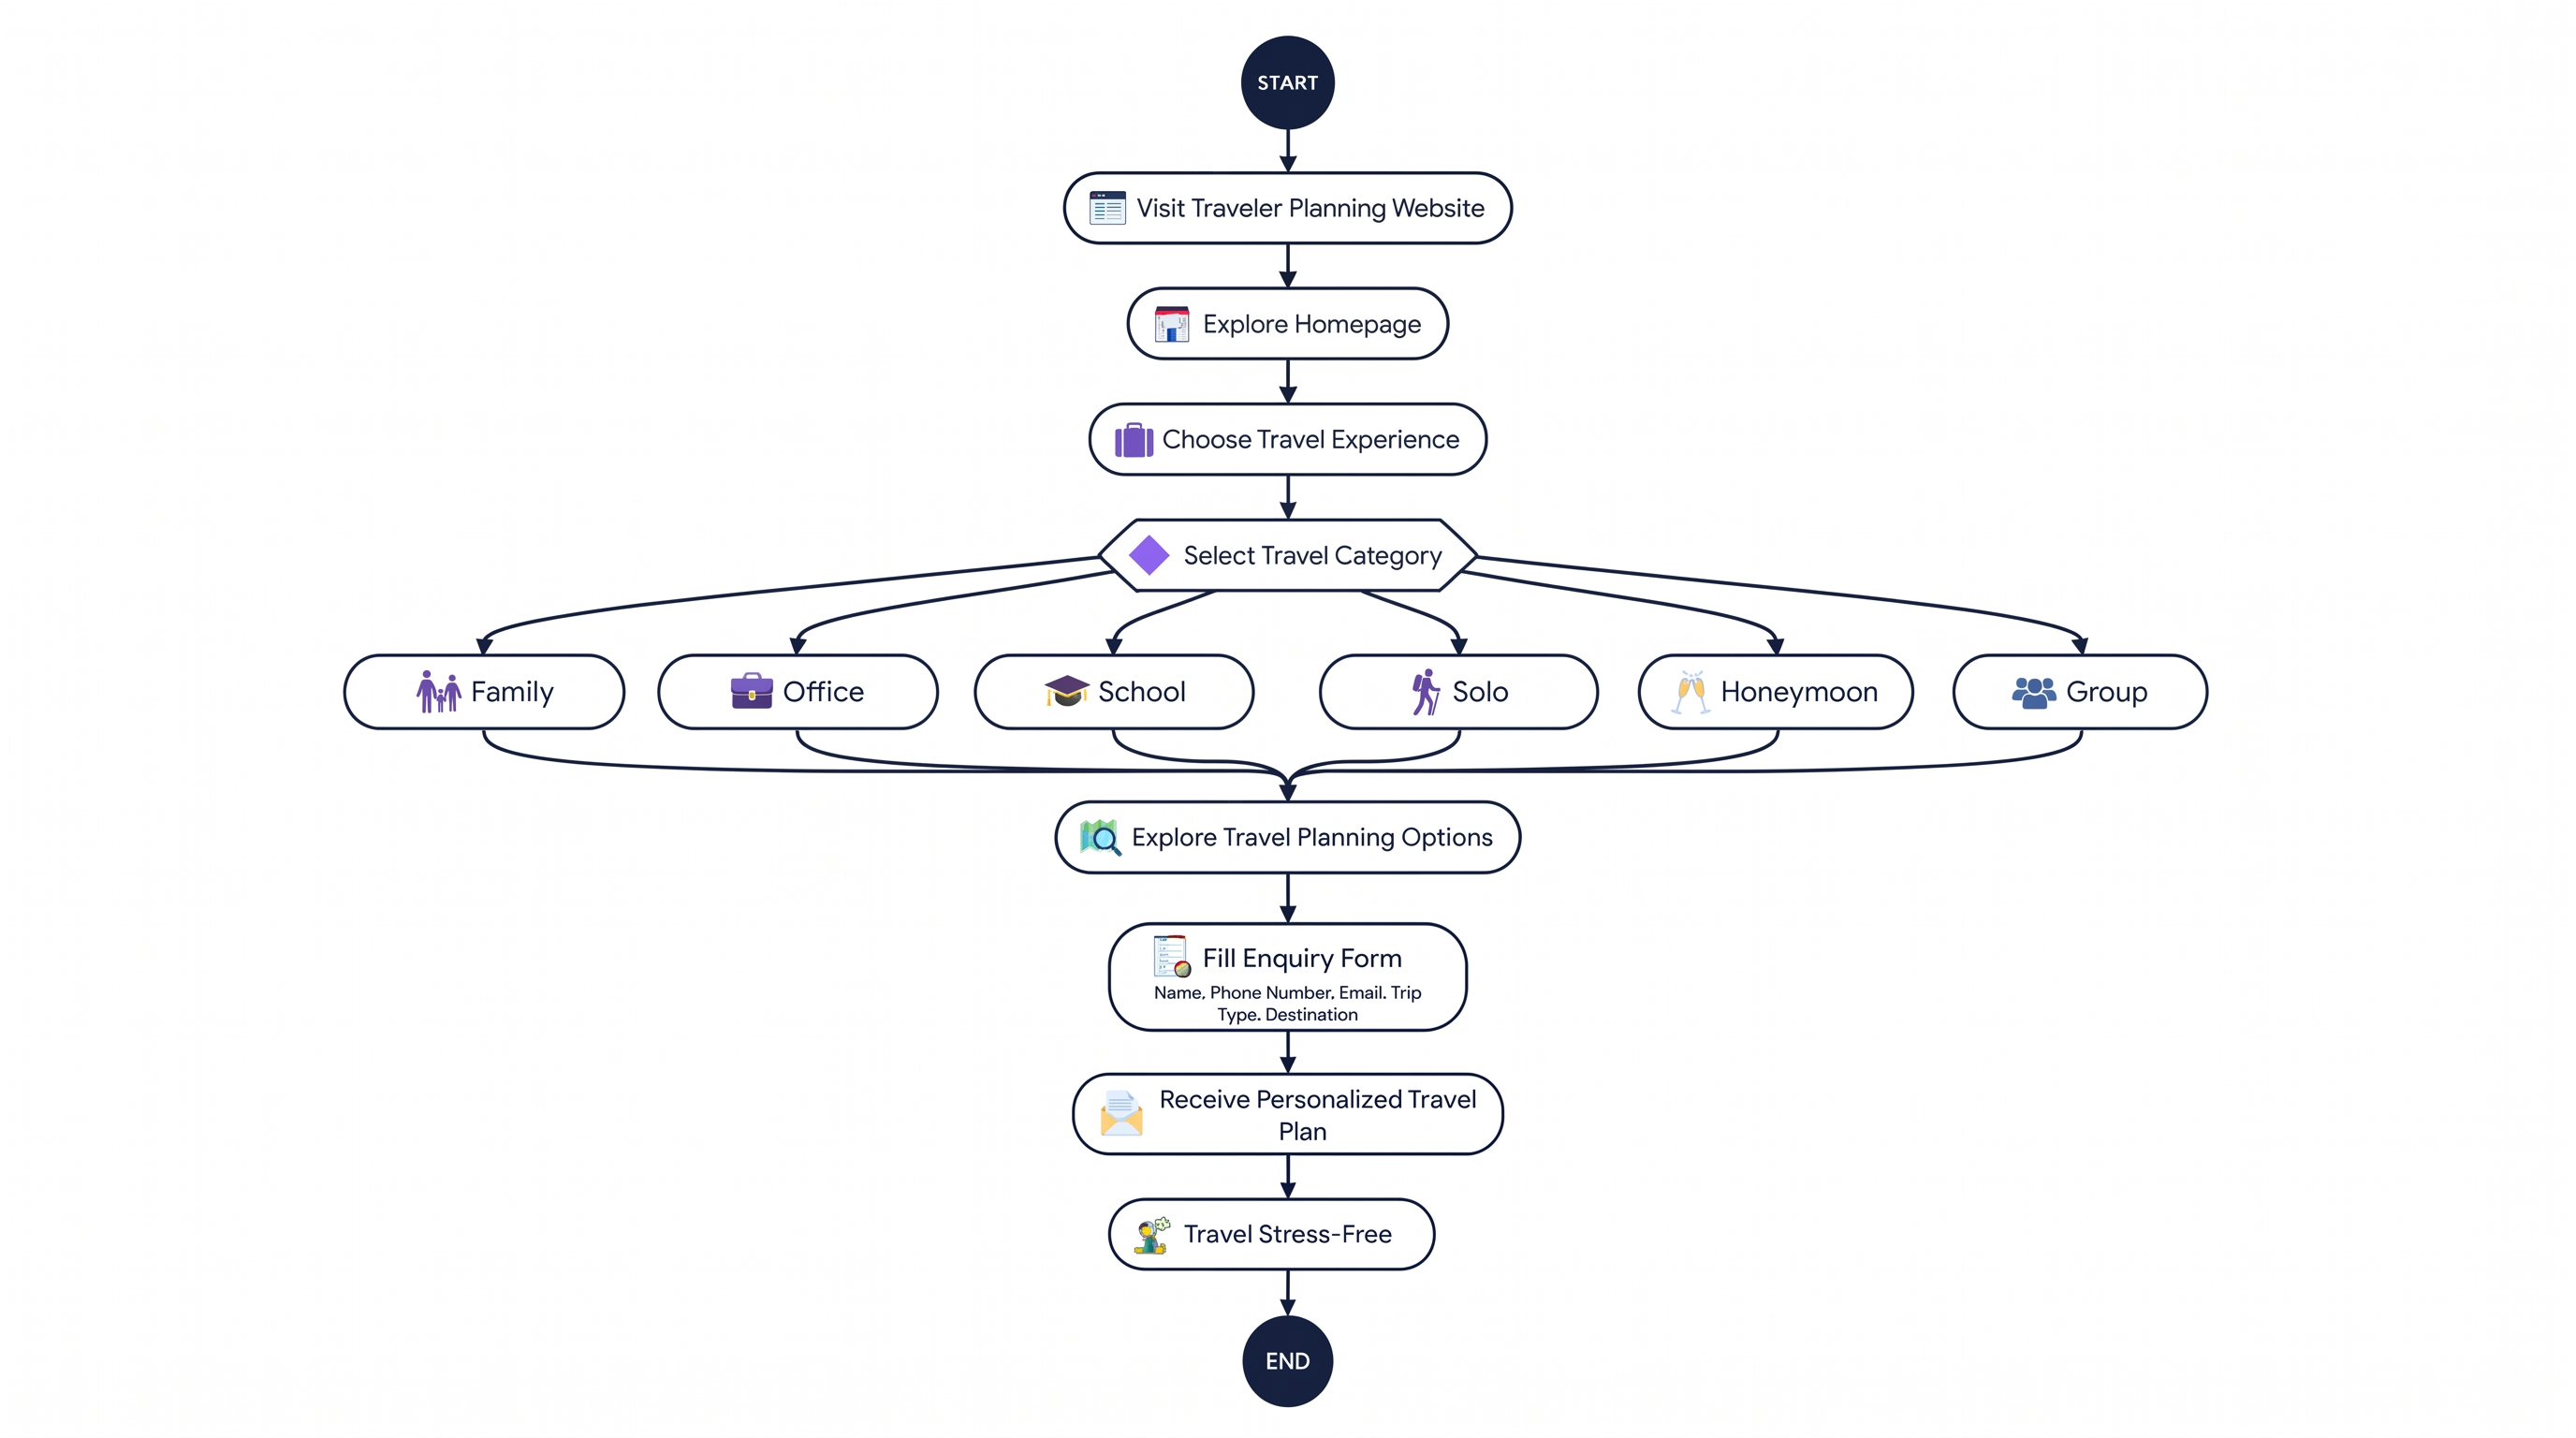 START
Visit Traveler Planning Website
Explore Homepage
Choose Travel Experience
Select Travel Category
Family
Office
School
Solo
Honeymoon
Group
Explore Travel Planning Options
Fill Enquiry Form
Name, Phone Number, Email. Trip
Type. Destination
Receive Personalized Travel
Plan
Travel Stress-Free
END